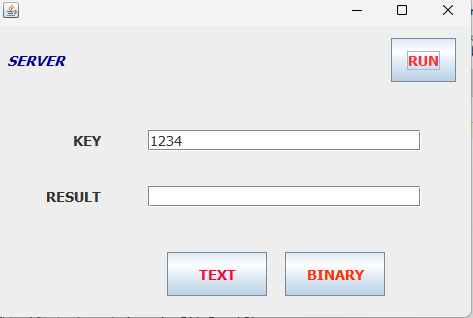 SERVER
RUN
KEY
1234
RESULT
TEXT
BINARY